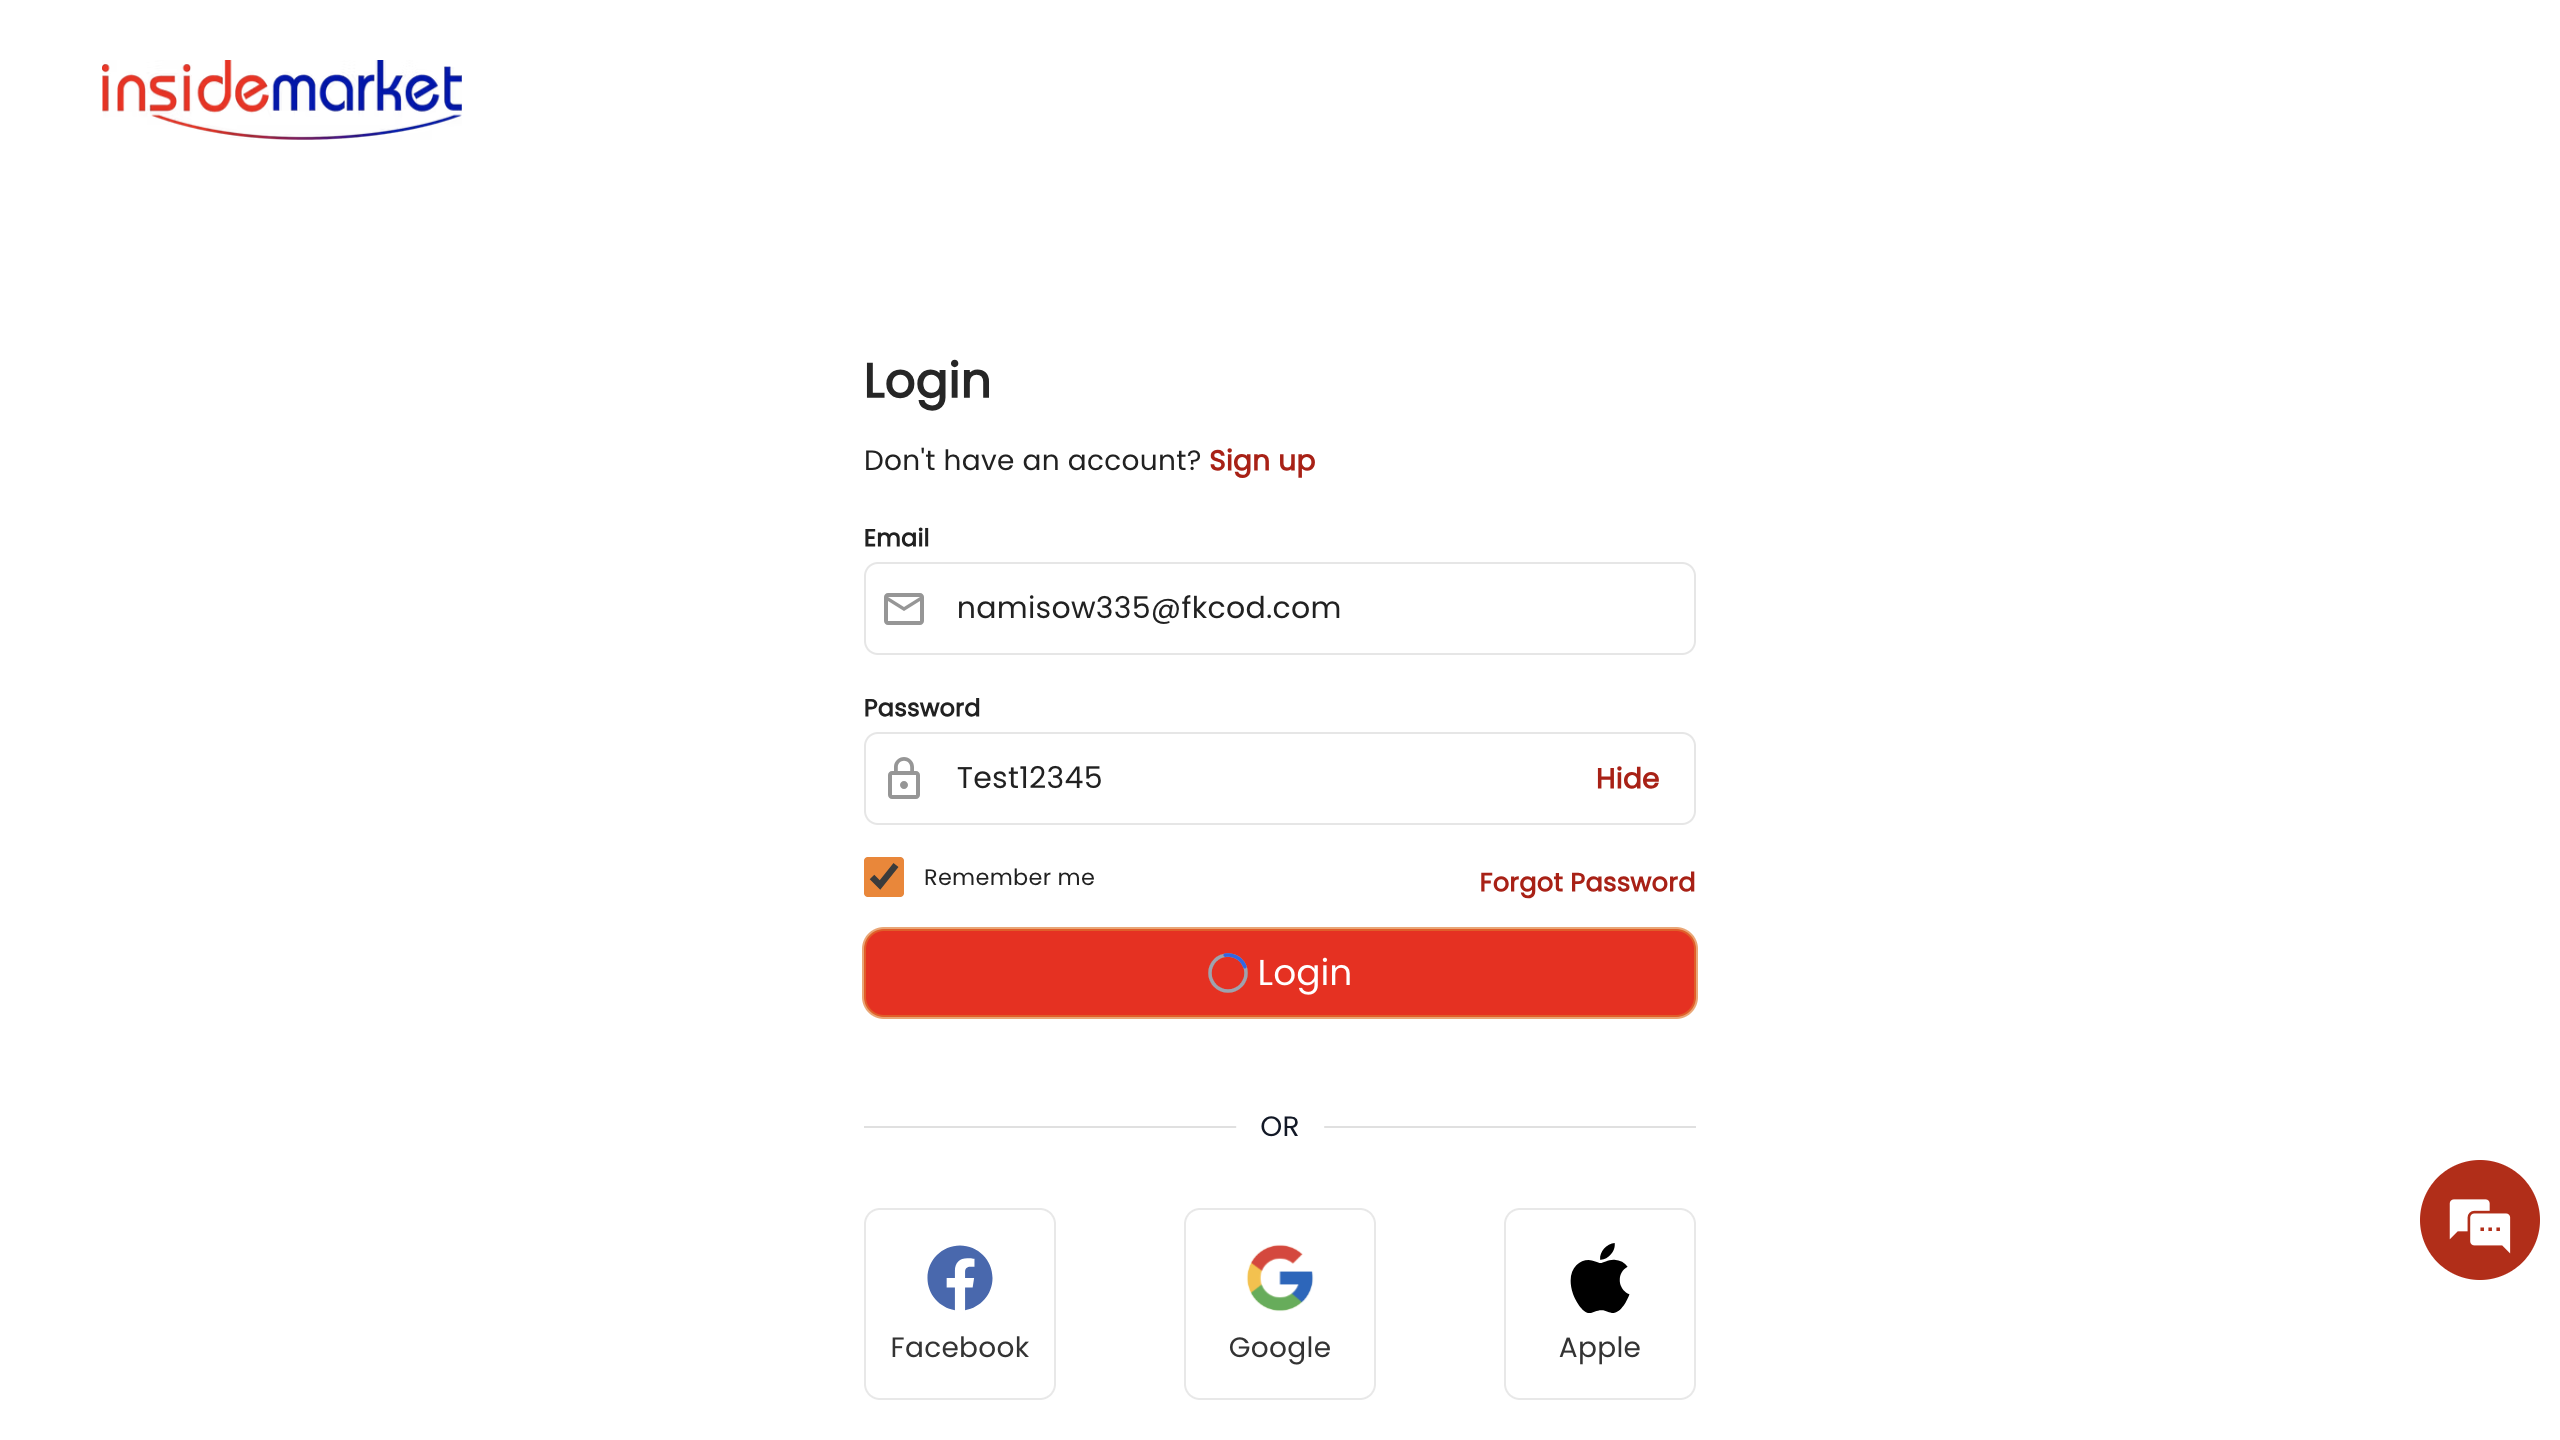 insidemarket
Login
Don't have an account? Sign up
Email
namisow335@fkcod.com
Password
Test12345 Hide
Remember me Forgot Password
Login
OR
Facebook Google Apple